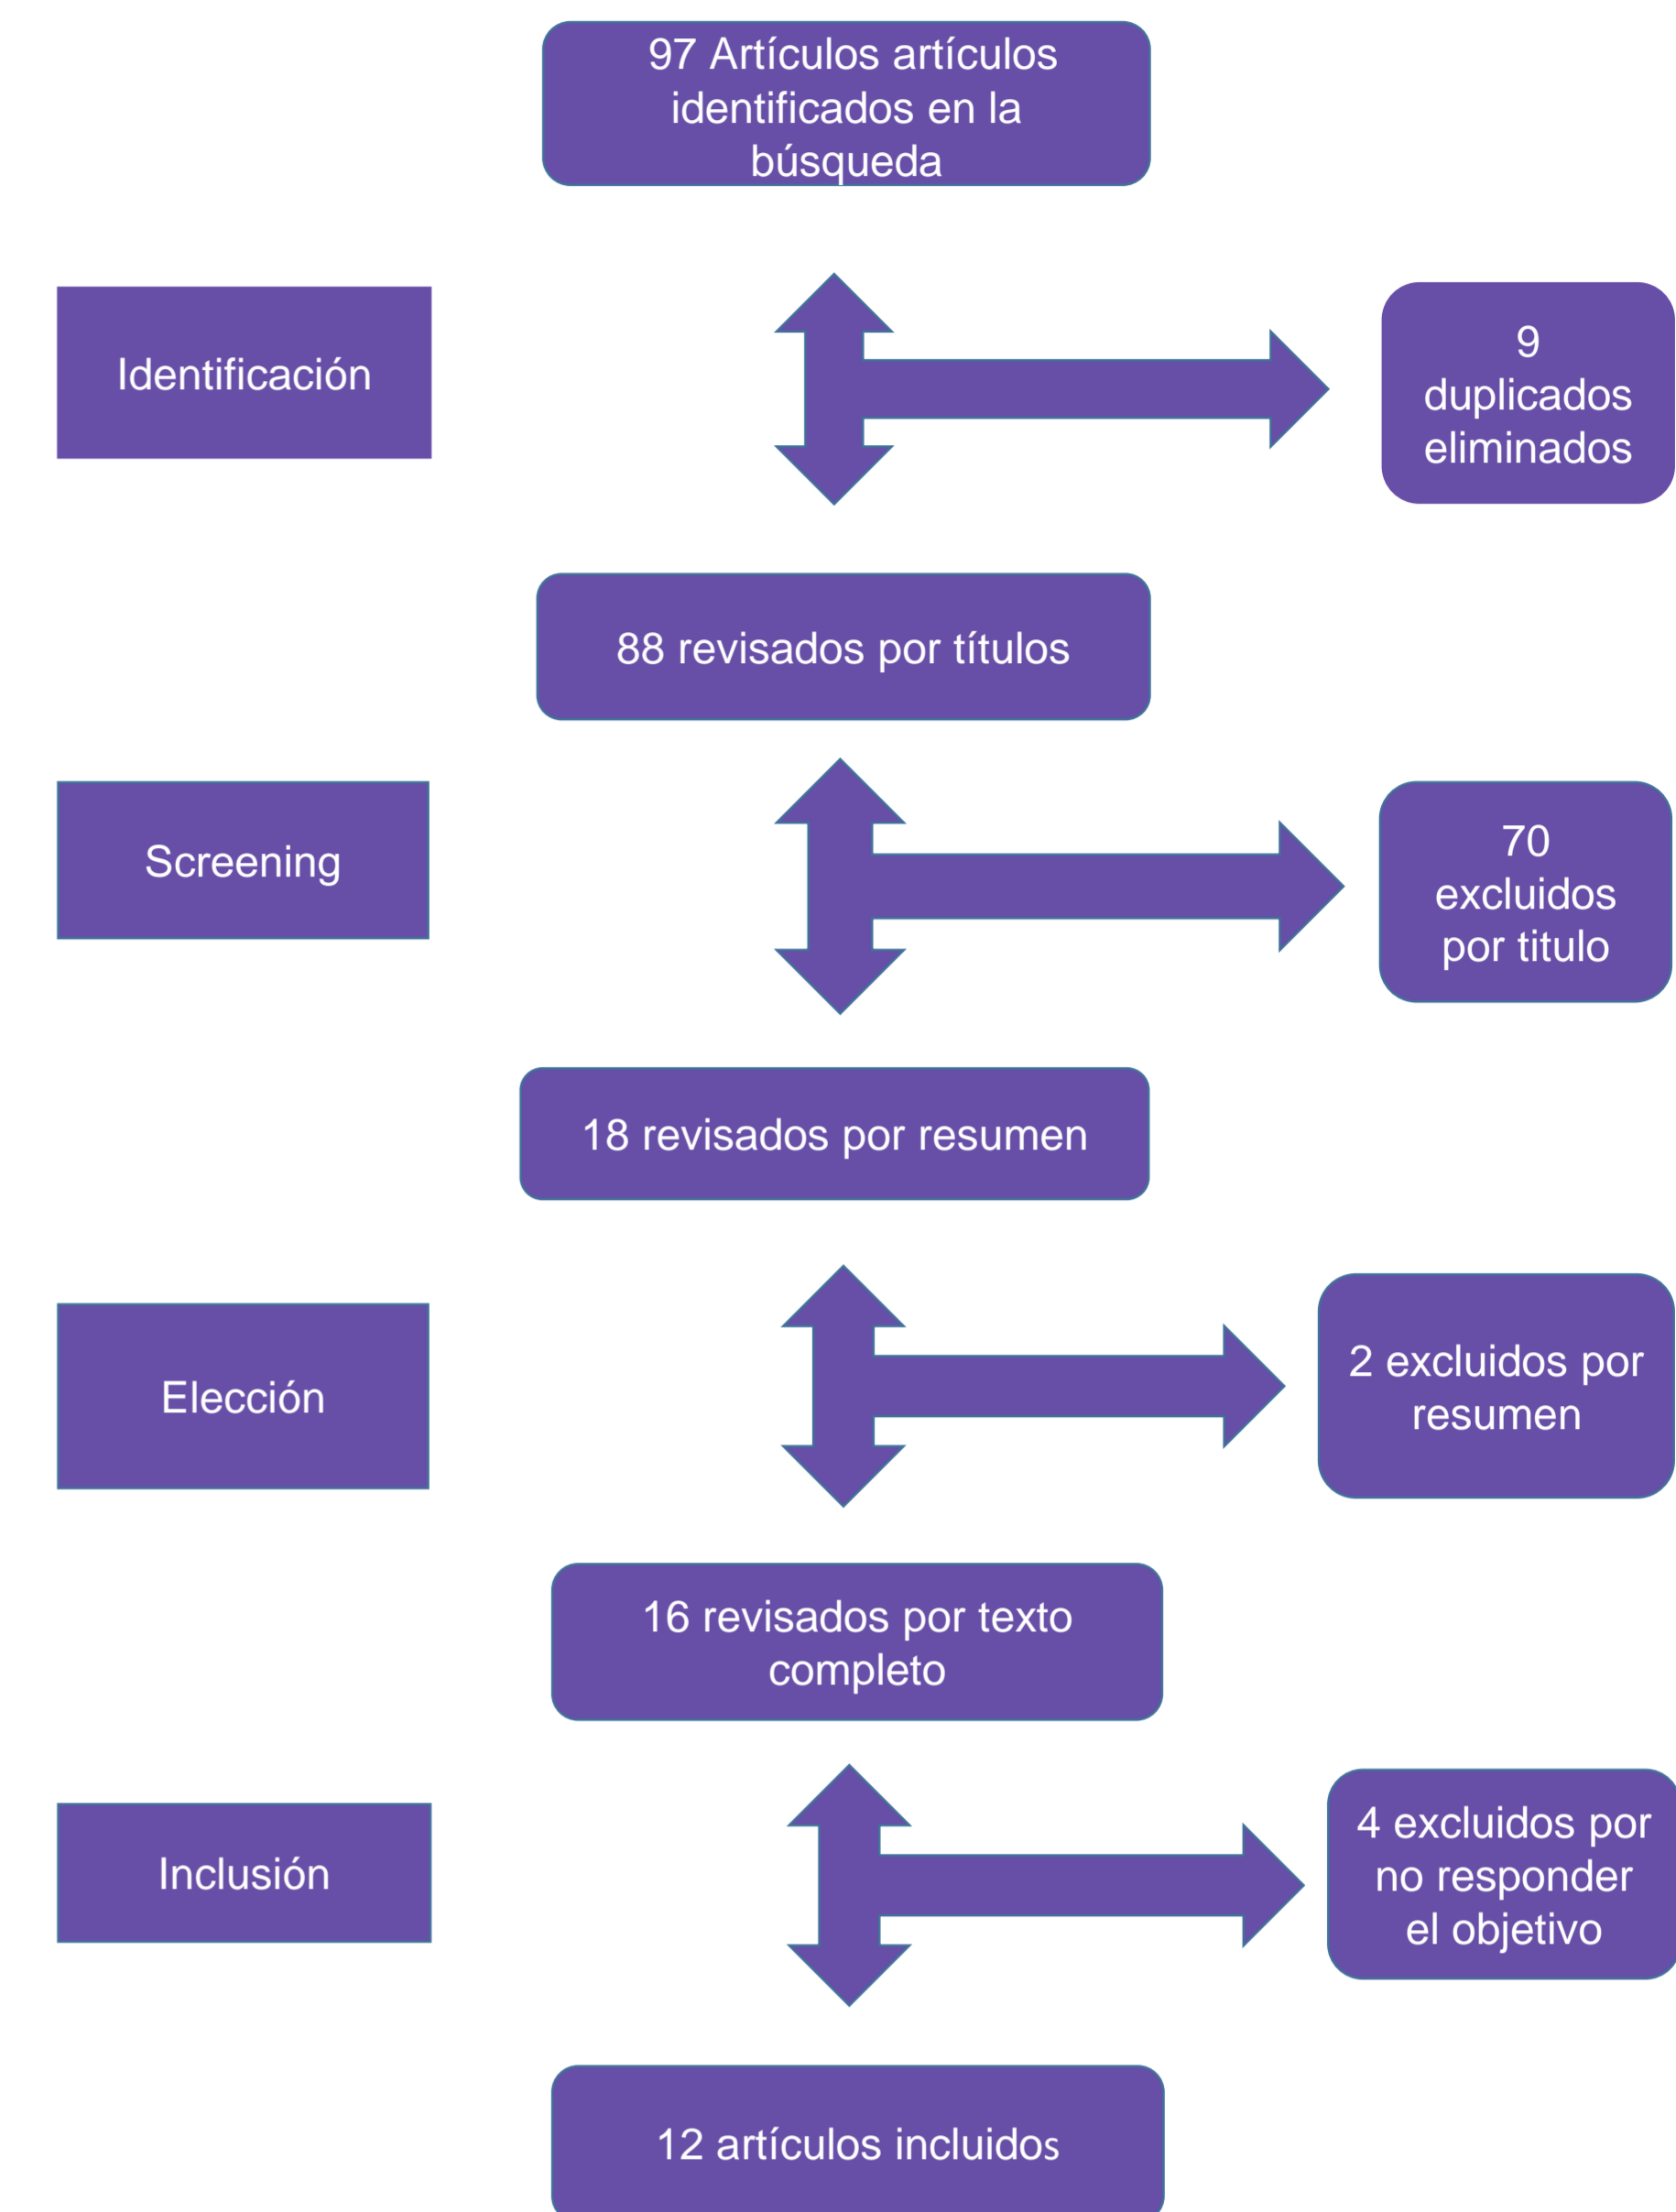 97 Artículos artículos
identificados en la
búsqueda
Identificación
9
duplicados
eliminados
88 revisados por títulos
Screening
70
excluidos
por titulo
18 revisados por resumen
Elección
2 excluidos por
resumen
16 revisados por texto
completo
Inclusión
4 excluidos por
no responder
el objetivo
12 artículos incluidos